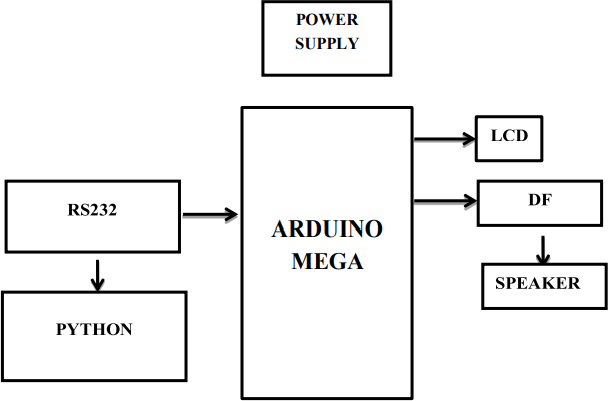 POWER
SUPPLY
LCD
RS232
DF
ARDUINO
MEGA
SPEAKER
PYTHON